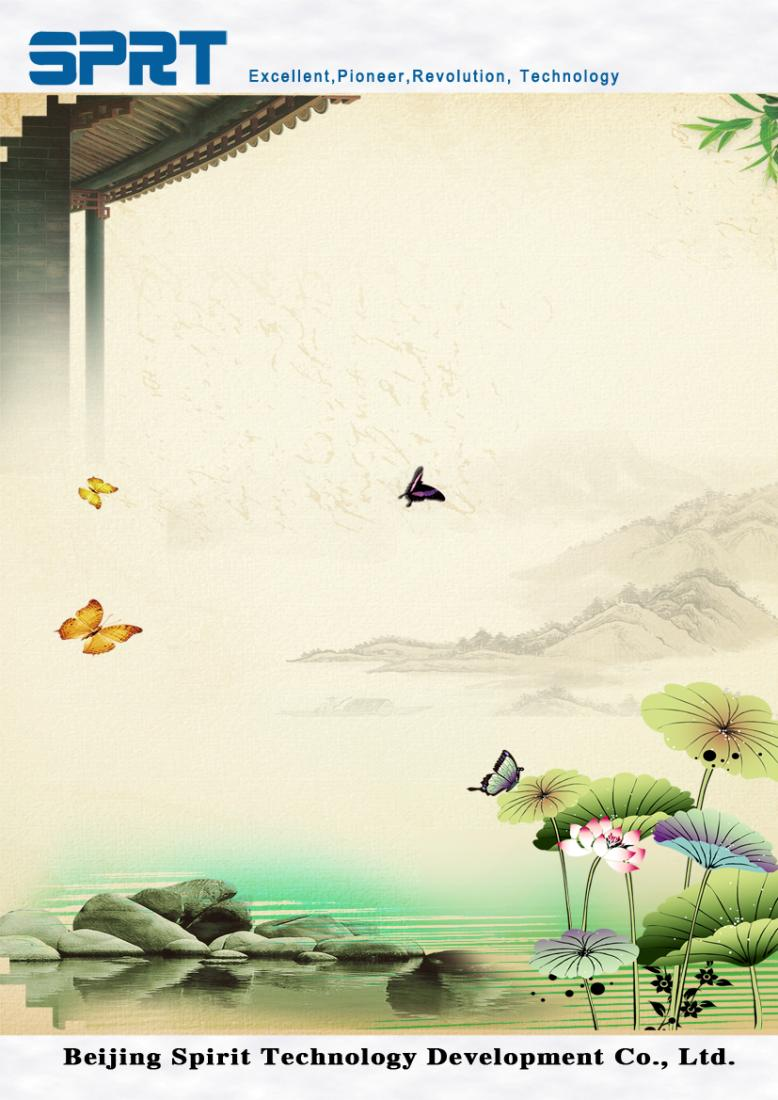 SPRT
Excellent,Pioneer,Revolution, Technology
Beijing Spirit Technology Development Co., Ltd.